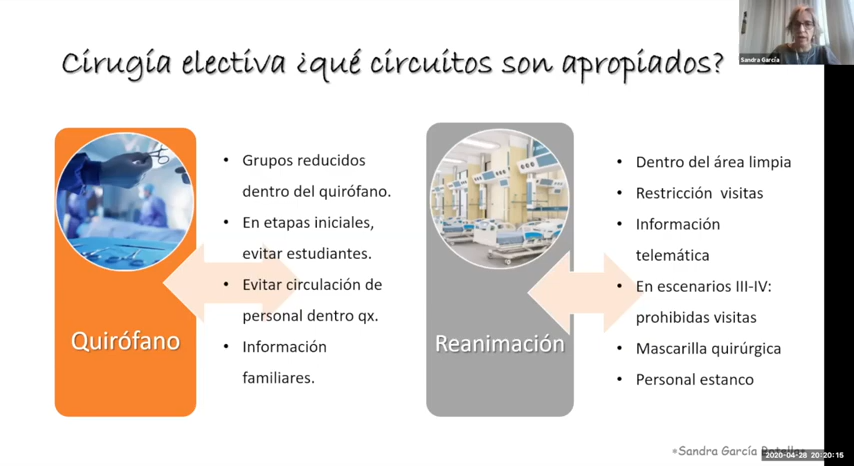 Cirugía electiva ¿qué circuitos son apropiados?
Sandra García
Quirófano
• Grupos reducidos
dentro del quirófano.
• En etapas iniciales,
evitar estudiantes.
• Evitar circulación de
personal dentro qx.
• Información
familiares.
Reanimación
• Dentro del área limpia
• Restricción visitas
• Información
telemática
• En escenarios III-IV:
prohibidas visitas
• Mascarilla quirúrgica
• Personal estanco
Sandra García
2020-04-28 20:20:15